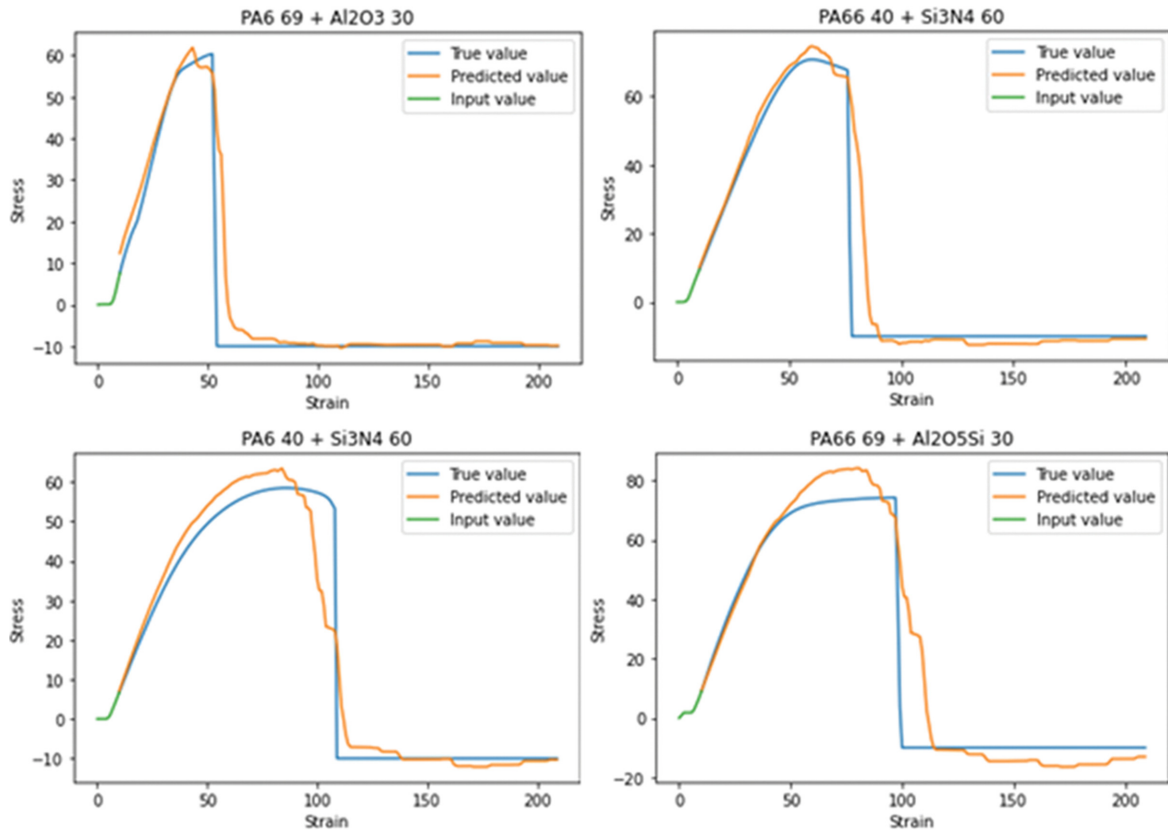 PA6 69 + Al2O3 30
Stress
60
50
40
30
20
10
0
−10
True value
Predicted value
Input value
0 50 100 150 200
Strain
PA66 40 + Si3N4 60
Stress
60
40
20
0
True value
Predicted value
Input value
0 50 100 150 200
Strain
PA6 40 + Si3N4 60
Stress
60
50
40
30
20
10
0
−10
True value
Predicted value
Input value
0 50 100 150 200
Strain
PA66 69 + Al2O5Si 30
Stress
80
60
40
20
0
−20
True value
Predicted value
Input value
0 50 100 150 200
Strain